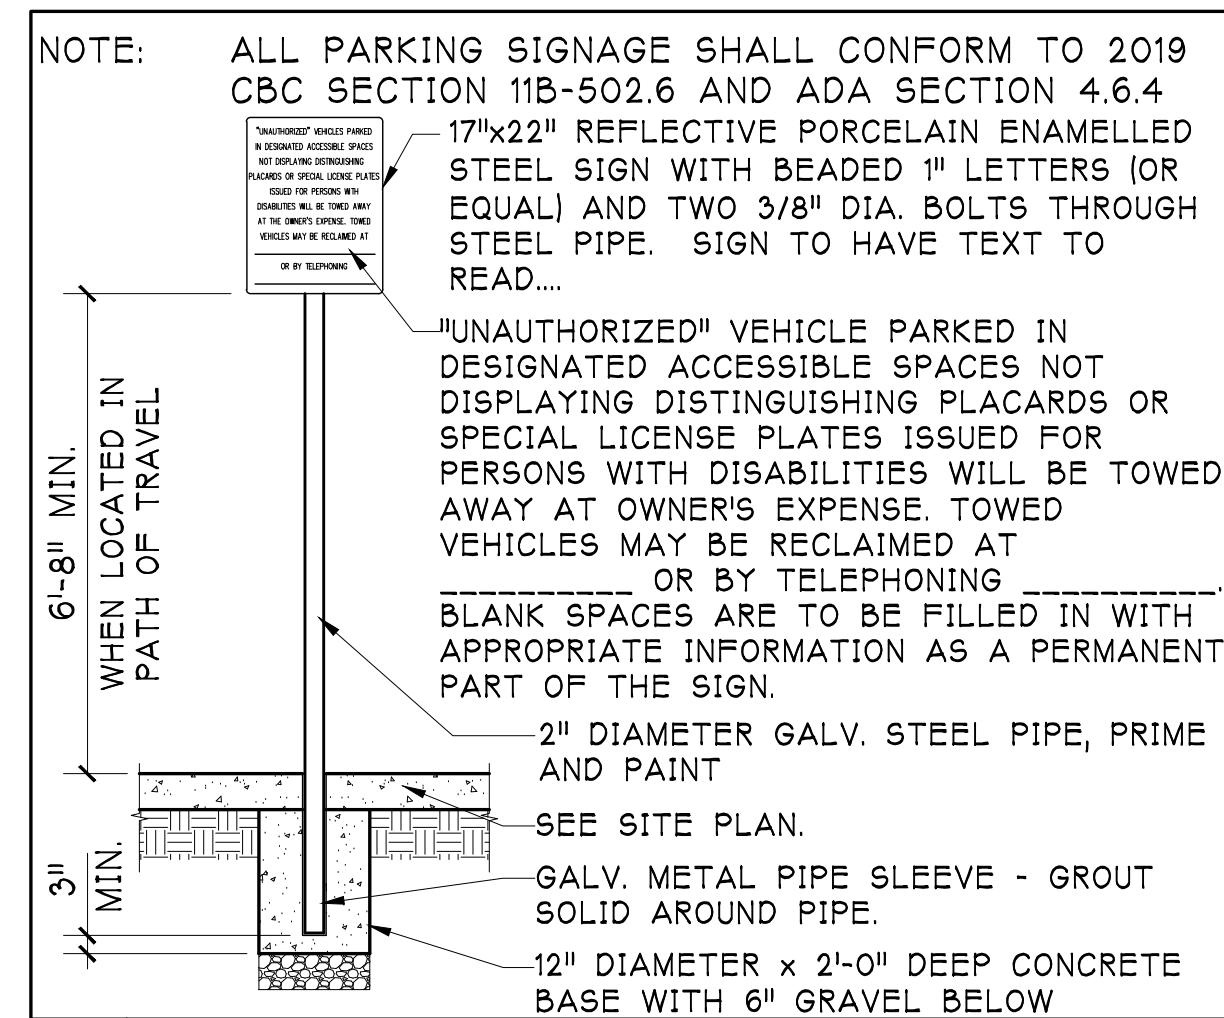 NOTE: ALL PARKING SIGNAGE SHALL CONFORM TO 2019
CBC SECTION 11B-502.6 AND ADA SECTION 4.6.4
"UNAUTHORIZED" VEHICLES PARKED
IN DESIGNATED ACCESSIBLE SPACES
NOT DISPLAYING DISTINGUISHING
PLACARDS OR SPECIAL LICENSE PLATES
ISSUED FOR PERSONS WITH
DISABILITIES WILL BE TOWED AWAY
AT THE OWNER'S EXPENSE. TOWED
VEHICLES MAY BE RECLAIMED AT
OR BY TELEPHONING
17"x22" REFLECTIVE PORCELAIN ENAMELLED
STEEL SIGN WITH BEADED 1" LETTERS (OR
EQUAL) AND TWO 3/8" DIA. BOLTS THROUGH
STEEL PIPE. SIGN TO HAVE TEXT TO
READ....
"UNAUTHORIZED" VEHICLE PARKED IN
DESIGNATED ACCESSIBLE SPACES NOT
DISPLAYING DISTINGUISHING PLACARDS OR
SPECIAL LICENSE PLATES ISSUED FOR
PERSONS WITH DISABILITIES WILL BE TOWED
AWAY AT OWNER'S EXPENSE. TOWED
VEHICLES MAY BE RECLAIMED AT
___________ OR BY TELEPHONING __________.
BLANK SPACES ARE TO BE FILLED IN WITH
APPROPRIATE INFORMATION AS A PERMANENT
PART OF THE SIGN.
6'-8" MIN.
WHEN LOCATED IN
PATH OF TRAVEL
2" DIAMETER GALV. STEEL PIPE, PRIME
AND PAINT
SEE SITE PLAN.
3"
MIN.
GALV. METAL PIPE SLEEVE - GROUT
SOLID AROUND PIPE.
12" DIAMETER x 2'-0" DEEP CONCRETE
BASE WITH 6" GRAVEL BELOW